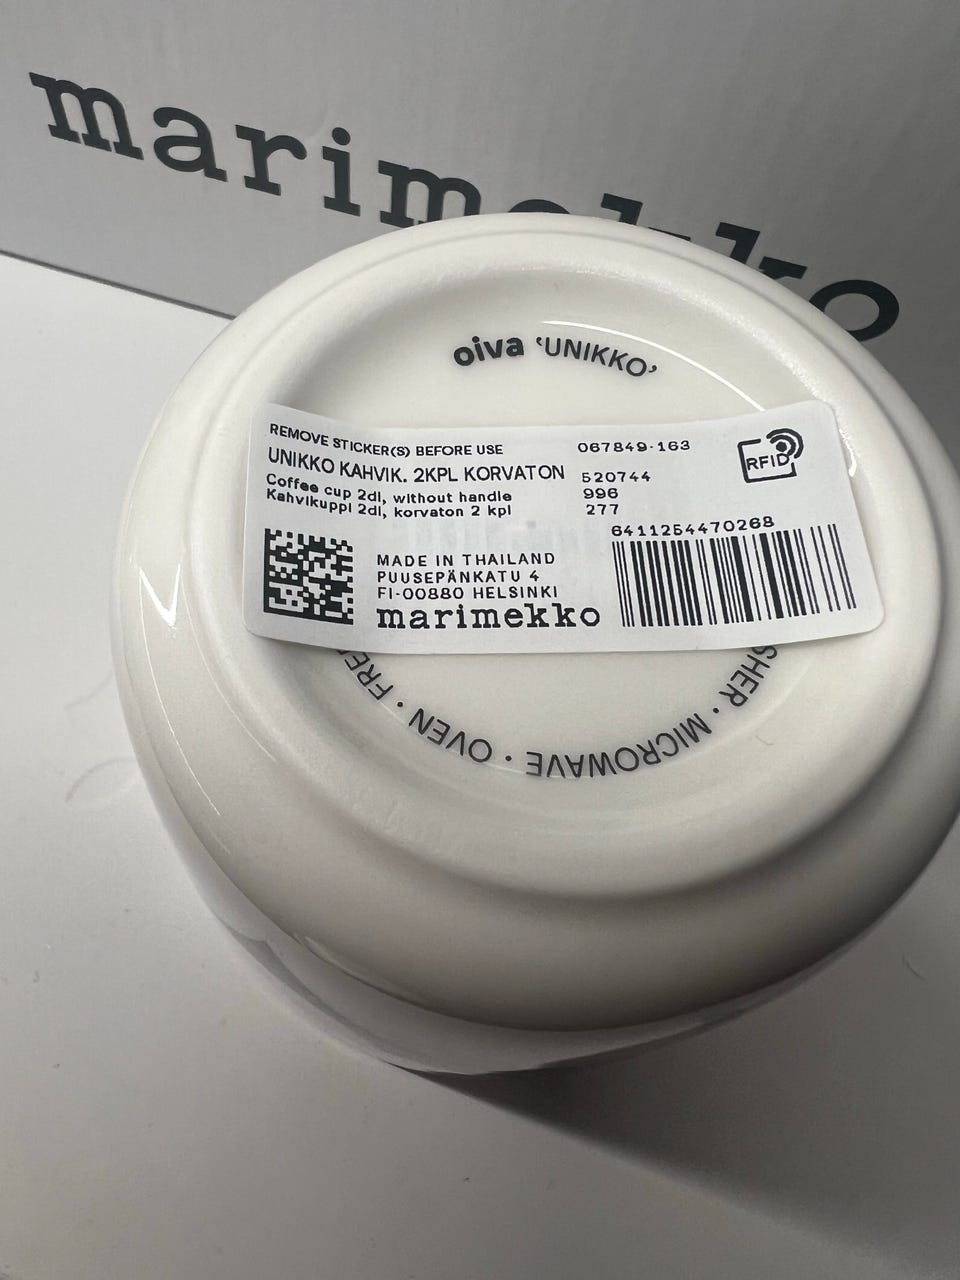 marimekko
oiva ‘UNIKKO’
REMOVE STICKER(S) BEFORE USE
067849-163
UNIKKO KAHVIK. 2KPL KORVATON
520744
Coffee cup 2dl, without handle
996
Kahvikuppi 2dl, korvaton 2 kpl
277
RFID
6411254470268
MADE IN THAILAND
PUUSEPÄNKATU 4
FI-00880 HELSINKI
marimekko
SHER · MICROWAVE · OVEN · FREE